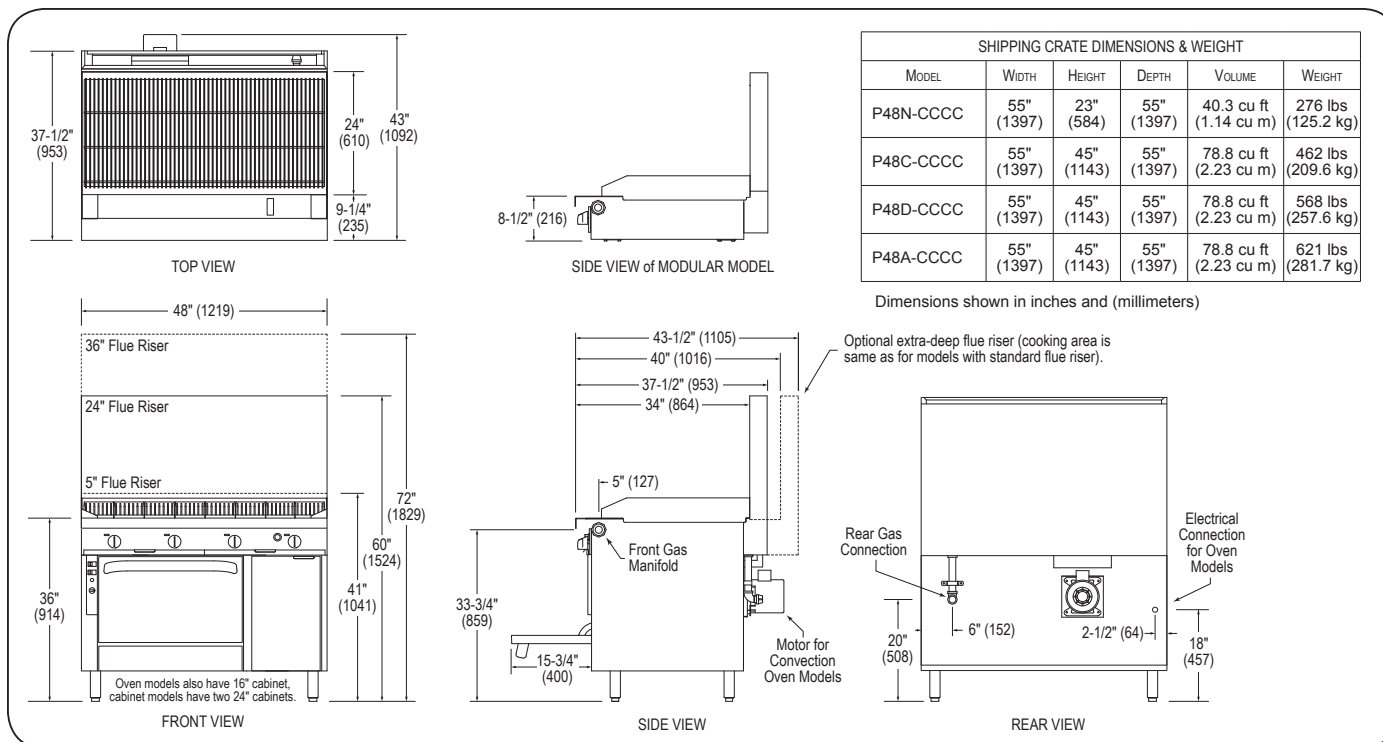 37-1/2"
(953)
24"
(610)
43"
(1092)
9-1/4"
(235)
TOP VIEW
8-1/2" (216)
SIDE VIEW of MODULAR MODEL
SHIPPING CRATE DIMENSIONS & WEIGHT
MODEL WIDTH HEIGHT DEPTH VOLUME WEIGHT
P48N-CCCC 55" (1397) 23" (584) 55" (1397) 40.3 cu ft (1.14 cu m) 276 lbs (125.2 kg)
P48C-CCCC 55" (1397) 45" (1143) 55" (1397) 78.8 cu ft (2.23 cu m) 462 lbs (209.6 kg)
P48D-CCCC 55" (1397) 45" (1143) 55" (1397) 78.8 cu ft (2.23 cu m) 568 lbs (257.6 kg)
P48A-CCCC 55" (1397) 45" (1143) 55" (1397) 78.8 cu ft (2.23 cu m) 621 lbs (281.7 kg)
Dimensions shown in inches and (millimeters)
48" (1219)
36" Flue Riser
24" Flue Riser
5" Flue Riser
72"
(1829)
60"
(1524)
41"
(1041)
36"
(914)
Oven models also have 16" cabinet,
cabinet models have two 24" cabinets.
FRONT VIEW
43-1/2" (1105)
40" (1016)
37-1/2" (953)
34" (864)
Optional extra-deep flue riser (cooking area is
same as for models with standard flue riser).
5" (127)
Front Gas
Manifold
33-3/4"
(859)
15-3/4"
(400)
Motor for
Convection
Oven Models
SIDE VIEW
Rear Gas
Connection
Electrical
Connection
for Oven
Models
20"
(508)
6" (152)
2-1/2" (64)
18"
(457)
REAR VIEW